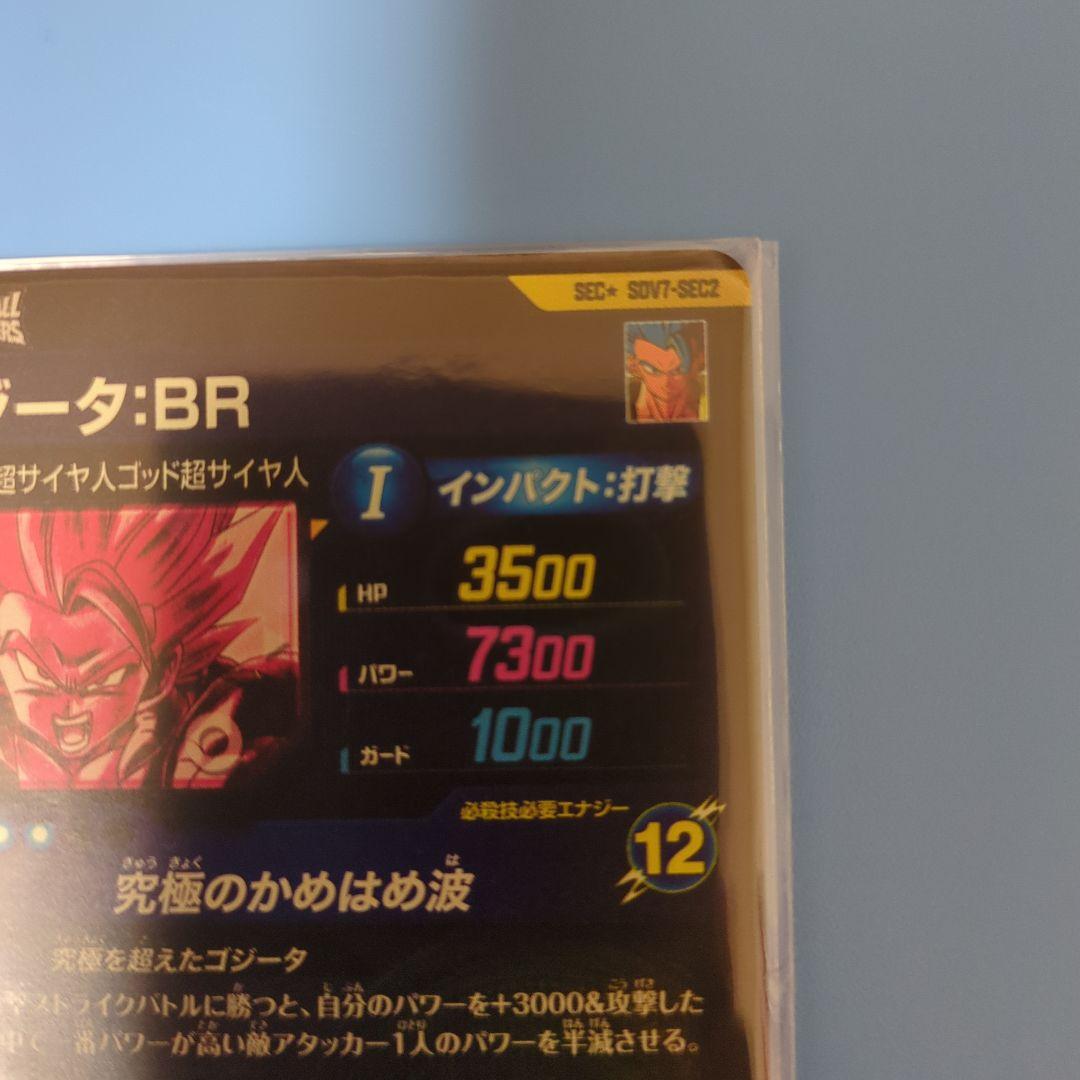 SEC★ SDV7-SEC2
ジータ:BR
超サイヤ人ゴッド超サイヤ人
I インパクト:打撃
HP 3500
パワー 7300
ガード 1000
必殺技必要エナジー
12
究極のかめはめ波
究極を超えたゴジータ
ストライクバトルに勝つと、自分のパワーを+3000&攻撃した
中で一番パワーが高い敵アタッカー1人のパワーを半減させる。